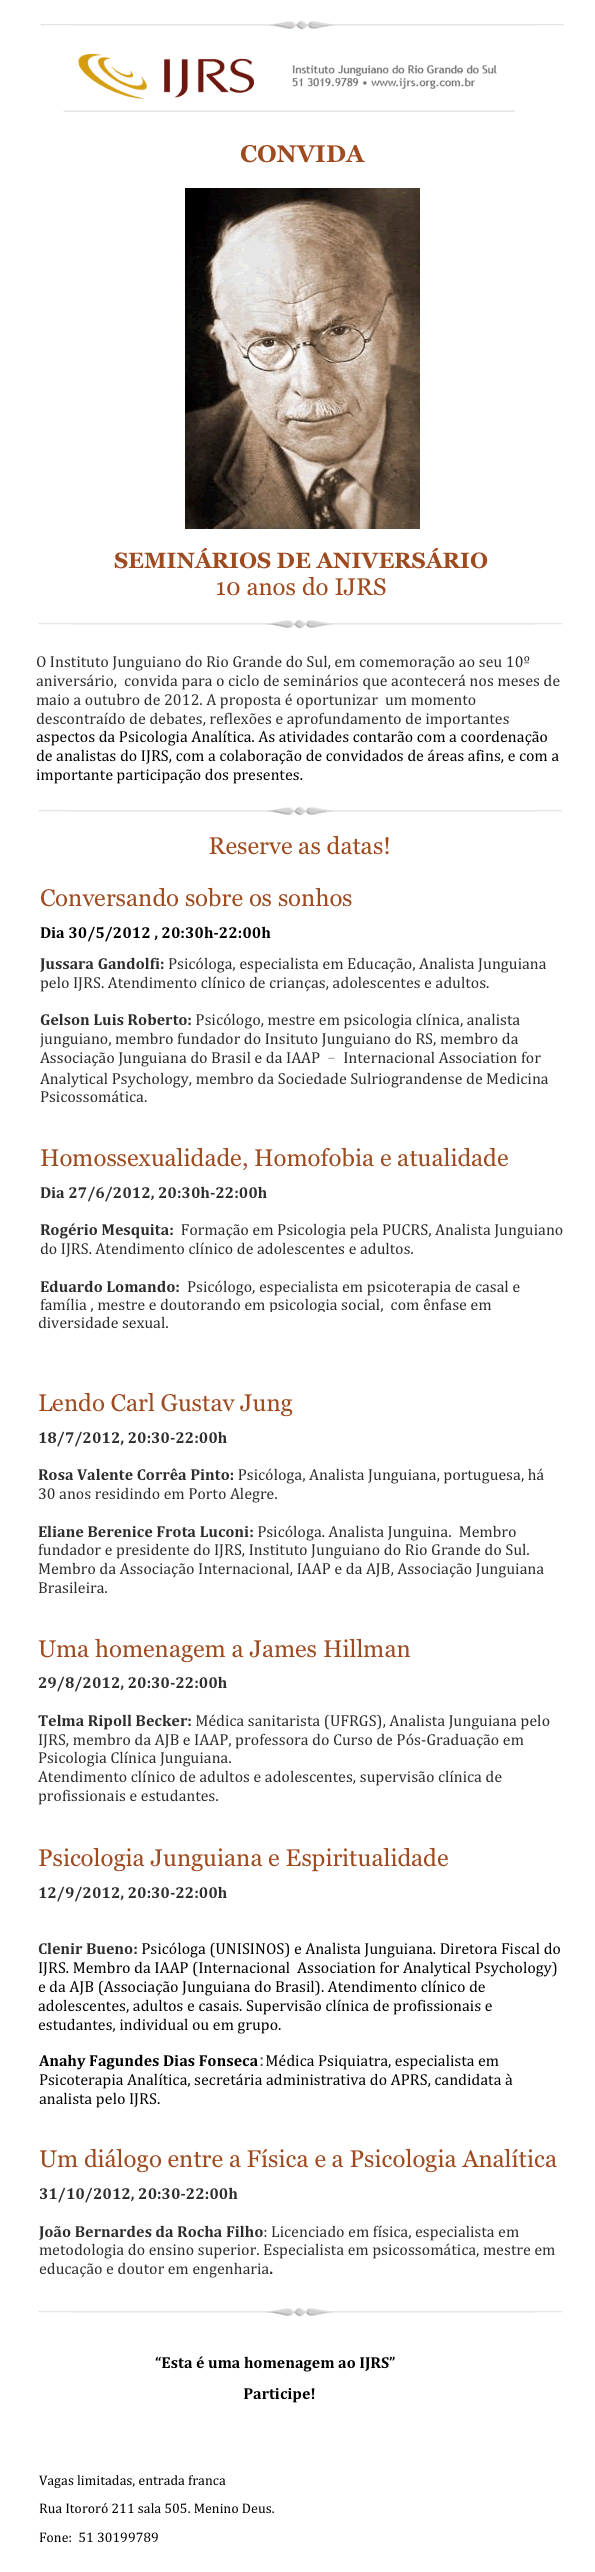 IJRS
Instituto Junguiano do Rio Grande do Sul
51 3019.9789 • www.ijrs.org.com.br
CONVIDA
SEMINÁRIOS DE ANIVERSÁRIO
10 anos do IJRS
O Instituto Junguiano do Rio Grande do Sul, em comemoração ao seu 10º
aniversário,  convida para o ciclo de seminários que acontecerá nos meses de
maio a outubro de 2012. A proposta é oportunizar  um momento
descontraído de debates, reflexões e aprofundamento de importantes
aspectos da Psicologia Analítica. As atividades contarão com a coordenação
de analistas do IJRS, com a colaboração de convidados de áreas afins, e com a
importante participação dos presentes.
Reserve as datas!
Conversando sobre os sonhos
Dia 30/5/2012 , 20:30h-22:00h
Jussara Gandolfi: Psicóloga, especialista em Educação, Analista Junguiana
pelo IJRS. Atendimento clínico de crianças, adolescentes e adultos.
Gelson Luis Roberto: Psicólogo, mestre em psicologia clínica, analista
junguiano, membro fundador do Insituto Junguiano do RS, membro da
Associação Junguiana do Brasil e da IAAP – Internacional Association for
Analytical Psychology, membro da Sociedade Sulriograndense de Medicina
Psicossomática.
Homossexualidade, Homofobia e atualidade
Dia 27/6/2012, 20:30h-22:00h
Rogério Mesquita:  Formação em Psicologia pela PUCRS, Analista Junguiano
do IJRS. Atendimento clínico de adolescentes e adultos.
Eduardo Lomando:  Psicólogo, especialista em psicoterapia de casal e
família , mestre e doutorando em psicologia social,  com ênfase em
diversidade sexual.
Lendo Carl Gustav Jung
18/7/2012, 20:30-22:00h
Rosa Valente Corrêa Pinto: Psicóloga, Analista Junguiana, portuguesa, há
30 anos residindo em Porto Alegre.
Eliane Berenice Frota Luconi: Psicóloga. Analista Junguina.  Membro
fundador e presidente do IJRS, Instituto Junguiano do Rio Grande do Sul.
Membro da Associação Internacional, IAAP e da AJB, Associação Junguiana
Brasileira.
Uma homenagem a James Hillman
29/8/2012, 20:30-22:00h
Telma Ripoll Becker: Médica sanitarista (UFRGS), Analista Junguiana pelo
IJRS, membro da AJB e IAAP, professora do Curso de Pós-Graduação em
Psicologia Clínica Junguiana.
Atendimento clínico de adultos e adolescentes, supervisão clínica de
profissionais e estudantes.
Psicologia Junguiana e Espiritualidade
12/9/2012, 20:30-22:00h
Clenir Bueno: Psicóloga (UNISINOS) e Analista Junguiana. Diretora Fiscal do
IJRS. Membro da IAAP (Internacional  Association for Analytical Psychology)
e da AJB (Associação Junguiana do Brasil). Atendimento clínico de
adolescentes, adultos e casais. Supervisão clínica de profissionais e
estudantes, individual ou em grupo.
Anahy Fagundes Dias Fonseca: Médica Psiquiatra, especialista em
Psicoterapia Analítica, secretária administrativa do APRS, candidata à
analista pelo IJRS.
Um diálogo entre a Física e a Psicologia Analítica
31/10/2012, 20:30-22:00h
João Bernardes da Rocha Filho: Licenciado em física, especialista em
metodologia do ensino superior. Especialista em psicossomática, mestre em
educação e doutor em engenharia.
“Esta é uma homenagem ao IJRS”
Participe!
Vagas limitadas, entrada franca
Rua Itororó 211 sala 505. Menino Deus.
Fone:  51 30199789